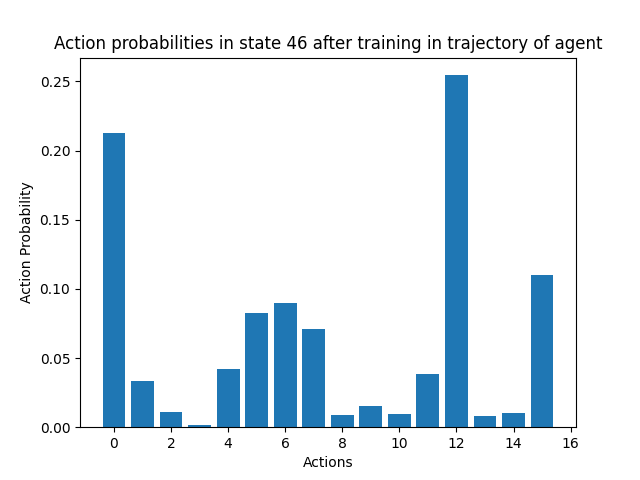 Action probabilities in state 46 after training in trajectory of agent
0.25
0.20
0.15
0.10
0.05
0.00
Action Probability
0 2 4 6 8 10 12 14 16
Actions